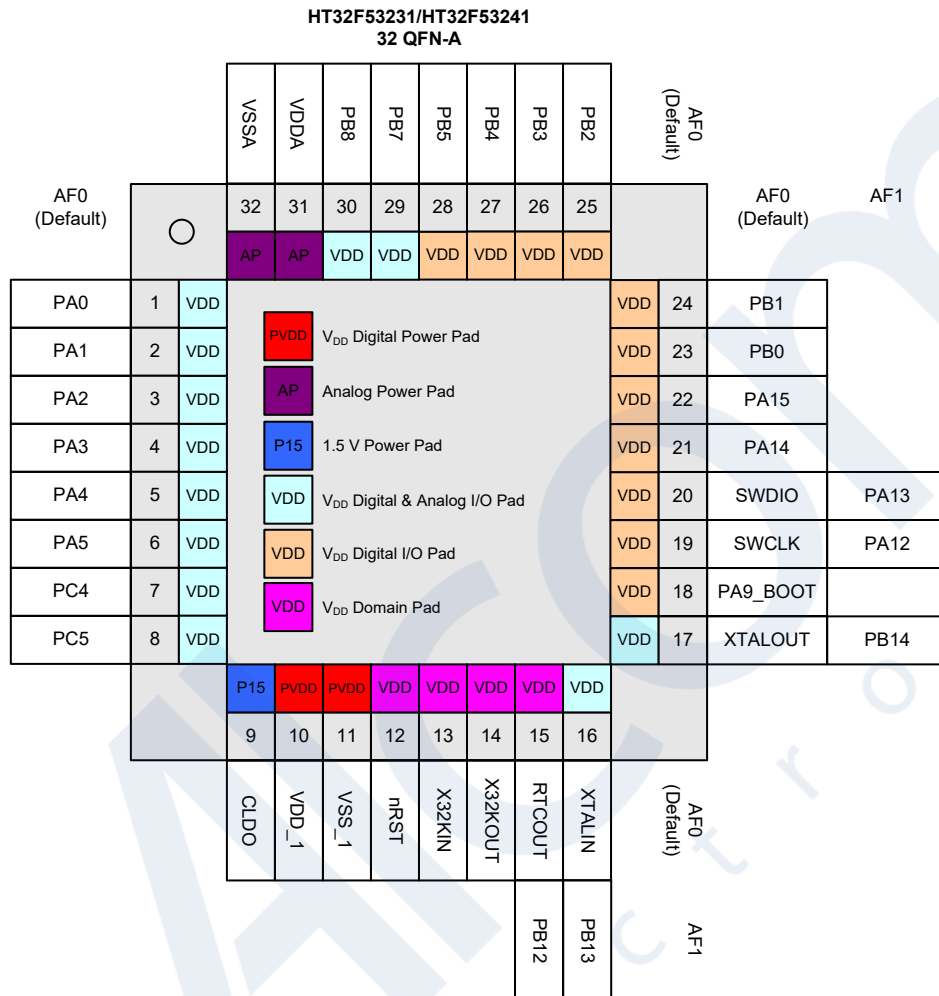 HT32F53231/HT32F53241
32 QFN-A
VSSA
VDDA
PB8
PB7
PB5
PB4
PB3
PB2
AF0
(Default)
AF0
(Default)
32 31 30 29 28 27 26 25
AF0
(Default)
AF1
AP AP VDD VDD VDD VDD VDD VDD
PA0 1 VDD
PA1 2 VDD
PA2 3 VDD
PA3 4 VDD
PA4 5 VDD
PA5 6 VDD
PC4 7 VDD
PC5 8 VDD
PVDD VDD Digital Power Pad
AP Analog Power Pad
P15 1.5 V Power Pad
VDD VDD Digital & Analog I/O Pad
VDD VDD Digital I/O Pad
VDD VDD Domain Pad
VDD 24 PB1
VDD 23 PB0
VDD 22 PA15
VDD 21 PA14
VDD 20 SWDIO PA13
VDD 19 SWCLK PA12
VDD 18 PA9_BOOT
VDD 17 XTALOUT PB14
P15 PVDD PVDD VDD VDD VDD VDD VDD
9 10 11 12 13 14 15 16
CLDO
VDD_1
VSS_1
nRST
X32KIN
X32KOUT
RTCOUT
XTALIN
AF0
(Default)
PB12
PB13
AF1